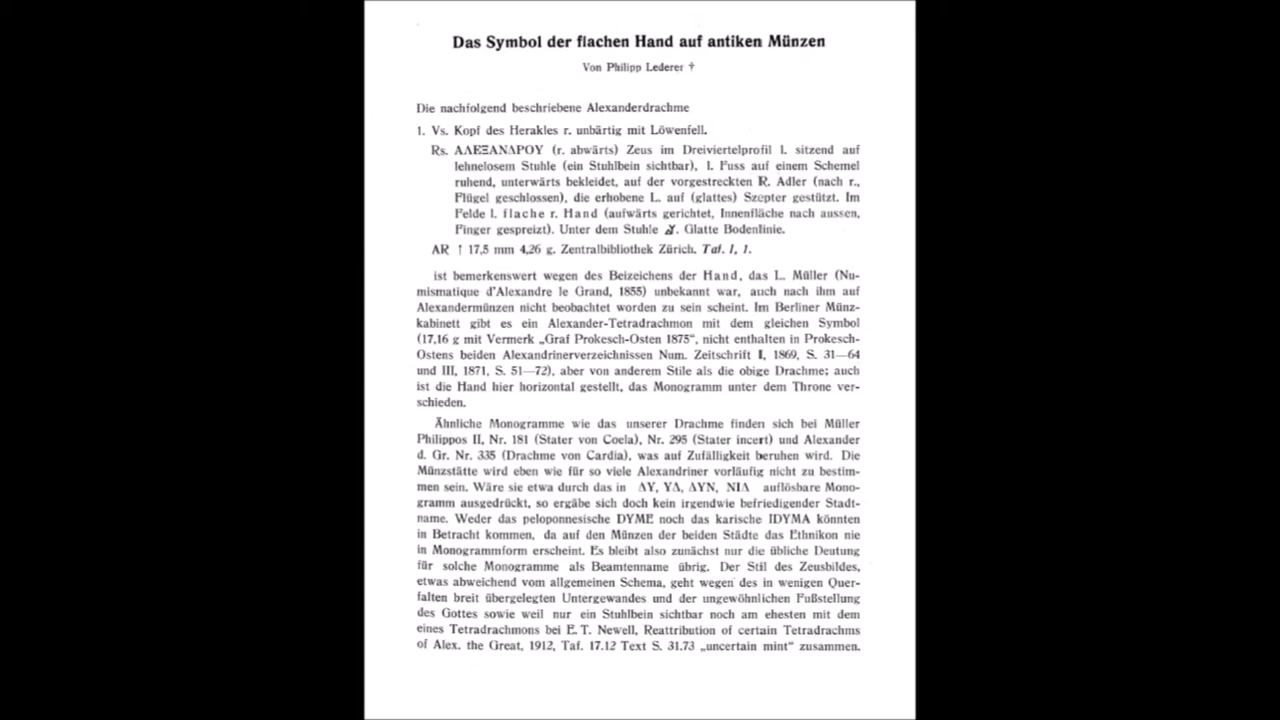 Das Symbol der flachen Hand auf antiken Münzen
Von Philipp Lederer †
Die nachfolgend beschriebene Alexanderdrachme
1. Vs. Kopf des Herakles r. unbärtig mit Löwenfell.
Rs. ΑΛΕΞΑΝΔΡΟΥ (r. abwärts) Zeus im Dreiviertelprofil l. sitzend auf
lehnelosem Stuhle (ein Stuhlbein sichtbar), l. Fuss auf einem Schemel
ruhend, unterwärts bekleidet, auf der vorgestreckten R. Adler (nach r.,
Flügel geschlossen), die erhobene L. auf (glattes) Szepter gestützt. Im
Felde l. flache r. Hand (aufwärts gerichtet, Innenfläche nach aussen,
Finger gespreizt). Unter dem Stuhle . Glatte Bodenlinie.
AR ↑ 17,5 mm 4,26 g. Zentralbibliothek Zürich. Taf. I, 1.
ist bemerkenswert wegen des Beizeichens der Hand, das L. Müller (Nu-
mismatique d'Alexandre le Grand, 1855) unbekannt war, auch nach ihm auf
Alexandermünzen nicht beobachtet worden zu sein scheint. Im Berliner Münz-
kabinett gibt es ein Alexander-Tetradrachmon mit dem gleichen Symbol
(17,16 g mit Vermerk „Graf Prokesch-Osten 1875“, nicht enthalten in Prokesch-
Ostens beiden Alexandrinerverzeichnissen Num. Zeitschrift I, 1869, S. 31—64
und III, 1871, S. 51—72), aber von anderem Stile als die obige Drachme; auch
ist die Hand hier horizontal gestellt, das Monogramm unter dem Throne ver-
schieden.
Ähnliche Monogramme wie das unserer Drachme finden sich bei Müller
Philippos II, Nr. 181 (Stater von Coela), Nr. 295 (Stater incert) und Alexander
d. Gr. Nr. 335 (Drachme von Cardia), was auf Zufälligkeit beruhen wird. Die
Münzstätte wird eben wie für so viele Alexandriner vorläufig nicht zu bestim-
men sein. Wäre sie etwa durch das in ΔΥ, ΥΔ, ΔΥΝ, ΝΙΔ auflösbare Mono-
gramm ausgedrückt, so ergäbe sich doch kein irgendwie befriedigender Stadt-
name. Weder das peloponnesische DYME noch das karische IDYMA könnten
in Betracht kommen, da auf den Münzen der beiden Städte das Ethnikon nie
in Monogrammform erscheint. Es bleibt also zunächst nur die übliche Deutung
für solche Monogramme als Beamtenname übrig. Der Stil des Zeusbildes,
etwas abweichend vom allgemeinen Schema, geht wegen des in wenigen Quer-
falten breit übergelegten Untergewandes und der ungewöhnlichen Fußstellung
des Gottes sowie weil nur ein Stuhlbein sichtbar noch am ehesten mit dem
eines Tetradrachmons bei E. T. Newell, Reattribution of certain Tetradrachms
of Alex. the Great, 1912, Taf. 17.12 Text S. 31.73 „uncertain mint“ zusammen.